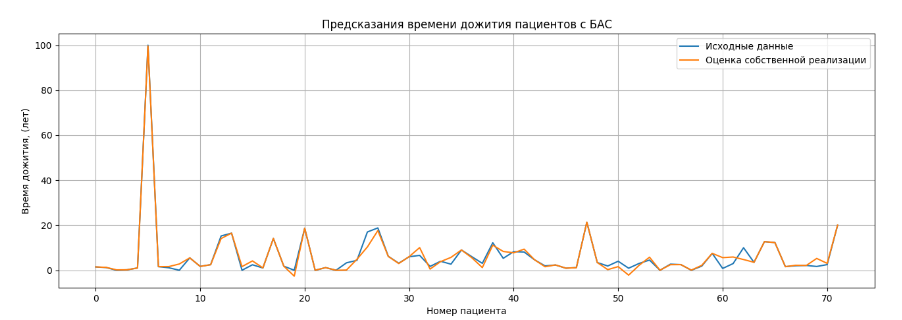 Предсказания времени дожития пациентов с БАС
Исходные данные
Оценка собственной реализации
Время дожития, (лет)
100
80
60
40
20
0
0 10 20 30 40 50 60 70
Номер пациента